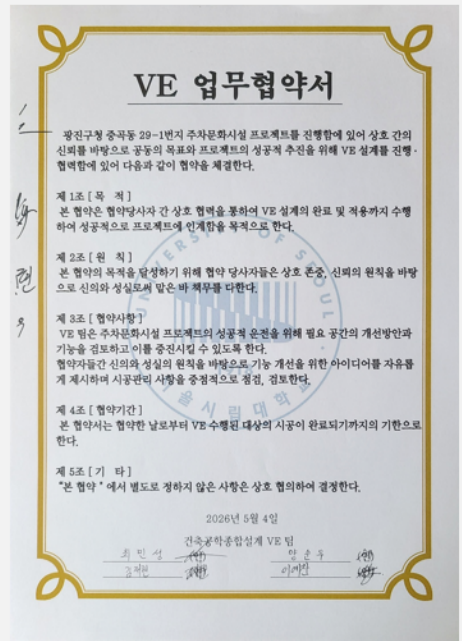 VE 업무협약서
광진구청 중곡동 29-1번지 주차문화시설 프로젝트를 진행함에 있어 상호 간의
신뢰를 바탕으로 공동의 목표와 프로젝트의 성공적 추진을 위해 VE 설계를 진행·
협력함에 있어 다음과 같이 협약을 체결한다.
제 1조 [ 목 적 ]
본 협약은 협약당사자 간 상호 협력을 통하여 VE 설계의 완료 및 적용까지 수행
하여 성공적으로 프로젝트에 인계함을 목적으로 한다.
제 2조 [ 원 칙 ]
본 협약의 목적을 달성하기 위해 협약 당사자들은 상호 존중, 신뢰의 원칙을 바탕
으로 신의와 성실로써 맡은 바 책무를 다한다.
제 3조 [ 협약사항 ]
VE 팀은 주차문화시설 프로젝트의 성공적 운전을 위해 필요 공간의 개선방안과
기능을 검토하고 이를 증진시킬 수 있도록 한다.
협약자들간 신의와 성실의 원칙을 바탕으로 기능 개선을 위한 아이디어를 자유롭
게 제시하며 시공관리 사항을 중점적으로 점검, 검토한다.
제 4조 [ 협약기간 ]
본 협약서는 협약한 날로부터 VE 수행된 대상의 시공이 완료되기까지의 기한으로
한다.
제 5조 [ 기 타 ]
"본 협약 " 에서 별도로 정하지 않은 사항은 상호 협의하여 결정한다.
2026년 5월 4일
건축공학종합설계 VE 팀
최민성 (인) 양준우 (인)
UNIVERSITY OF SEOUL
서울시립대학교